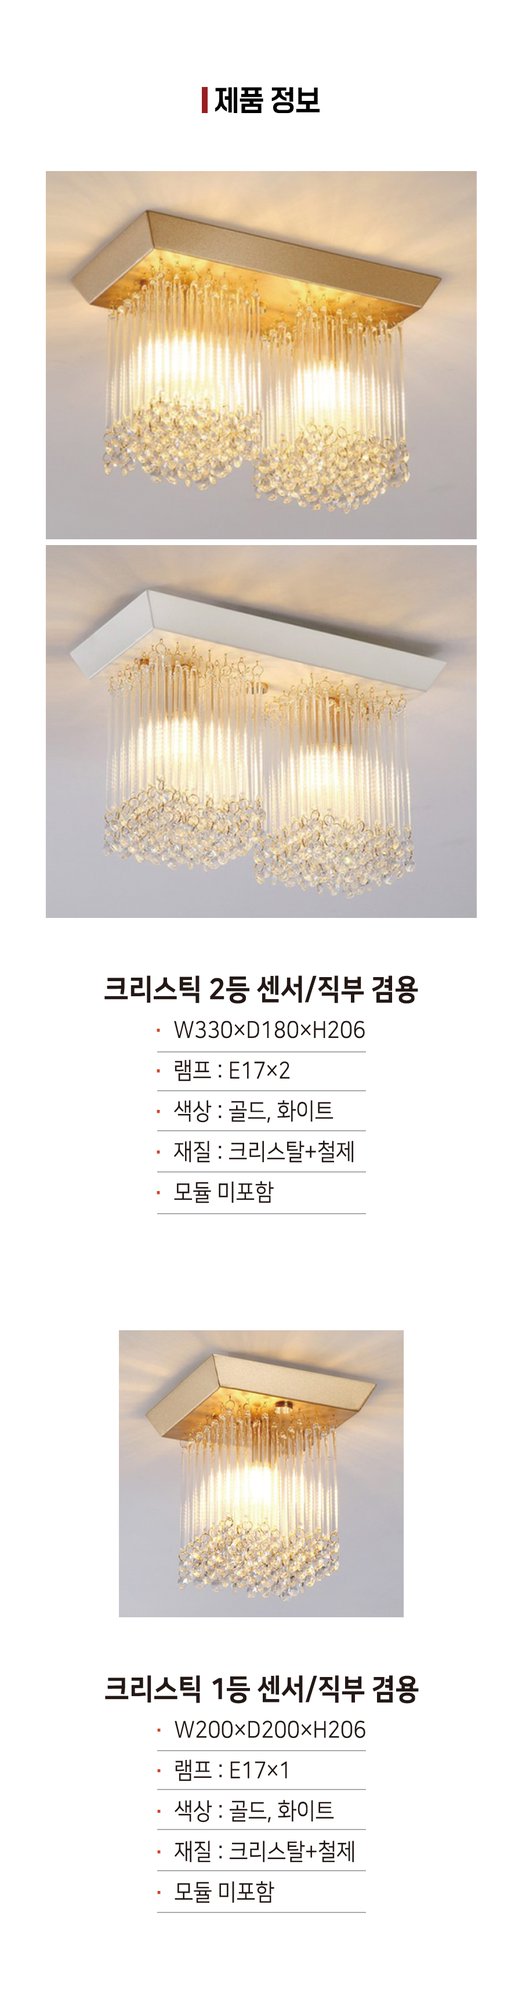 제품 정보
크리스틱 2등 센서/직부 겸용
· W330×D180×H206
· 램프 : E17×2
· 색상 : 골드, 화이트
· 재질 : 크리스탈+철제
· 모듈 미포함
크리스틱 1등 센서/직부 겸용
· W200×D200×H206
· 램프 : E17×1
· 색상 : 골드, 화이트
· 재질 : 크리스탈+철제
· 모듈 미포함